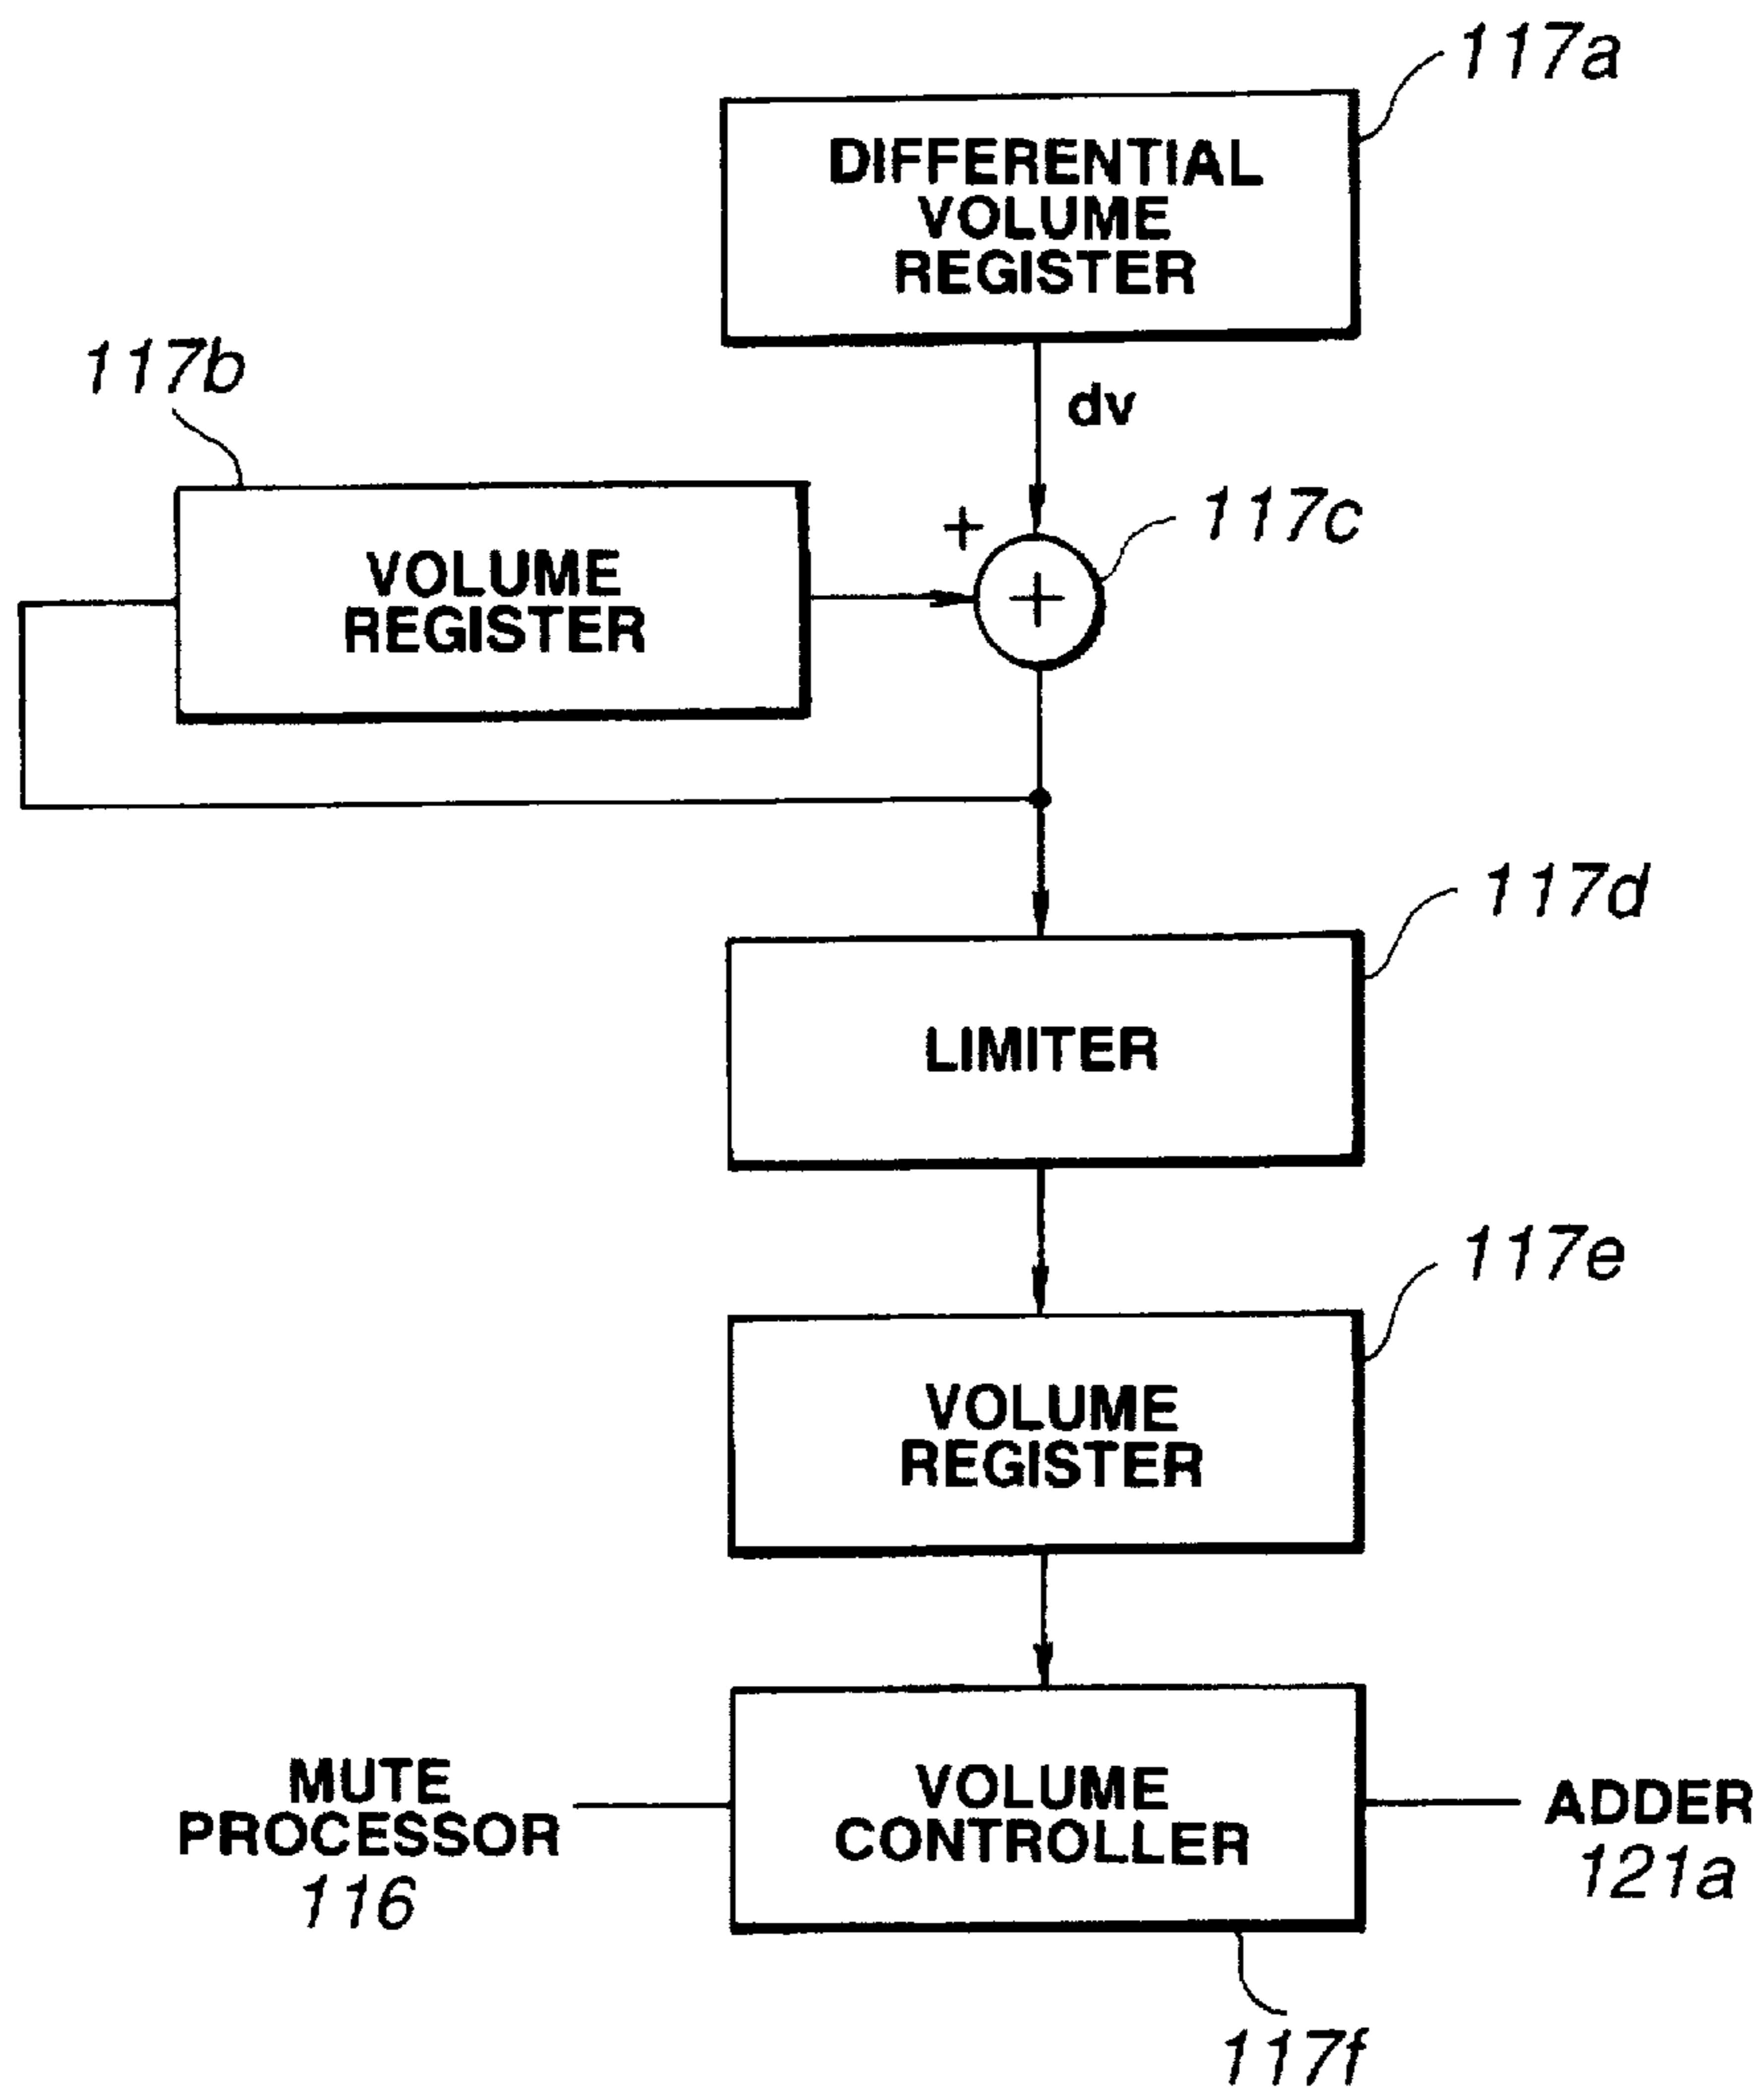 117a
DIFFERENTIAL
VOLUME
REGISTER
117b
dv
+
117c
VOLUME
REGISTER
+
117d
LIMITER
117e
VOLUME
REGISTER
MUTE
PROCESSOR
116
VOLUME
CONTROLLER
ADDER
121a
117f